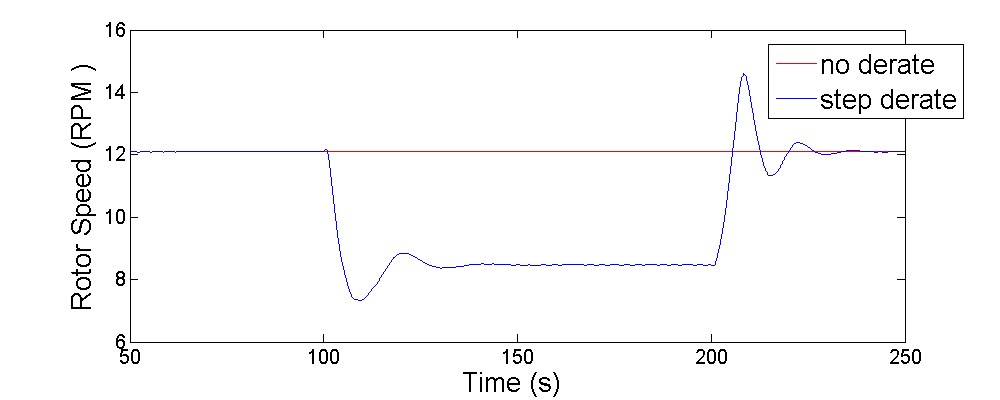 16
14
12
10
8
6
Rotor Speed (RPM )
no derate
step derate
50
100
150
200
250
Time (s)